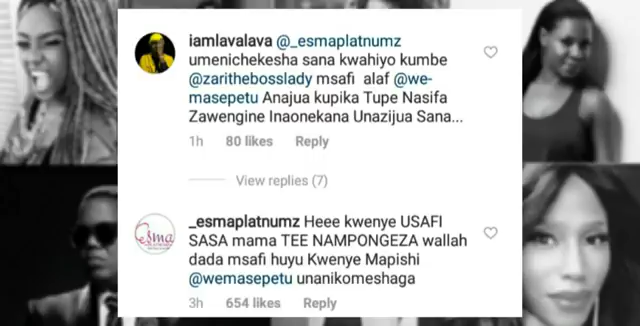 iamlavalava @_esmaplatnumz
umenichekesha sana kwahiyo kumbe
@zarithebosslady msafi alaf @we-
masepetu Anajua kupika Tupe Nasifa
Zawengine Inaonekana Unazijua Sana...
1h 80 likes Reply
View replies (7)
_esmaplatnumz Heee kwenye USAFI
SASA mama TEE NAMPONGEZA wallah
dada msafi huyu Kwenye Mapishi
@wemasepetu unanikomeshaga
3h 654 likes Reply
esma